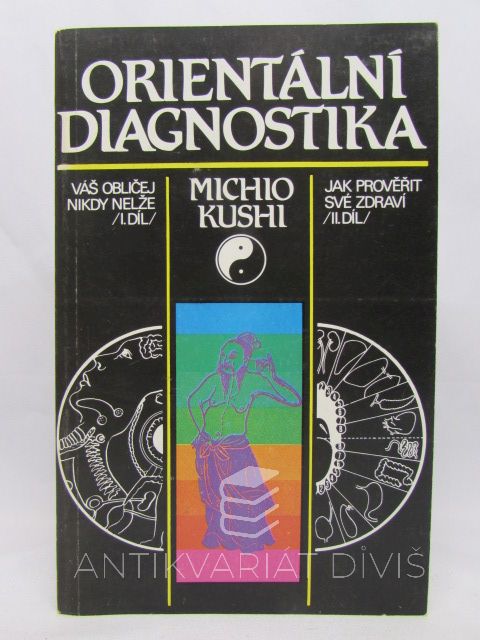 ORIENTÁLNÍ
DIAGNOSTIKA
VÁŠ OBLIČEJ
NIKDY NELŽE
/I. DÍL/
MICHIO
KUSHI
JAK PROVĚŘIT
SVÉ ZDRAVÍ
/II. DÍL/
ANTIKVARIÁT DIVIŠ